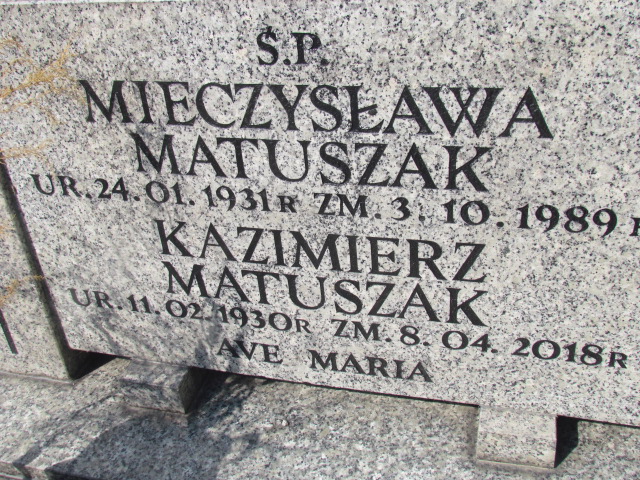 Ś.P.
MIECZYSŁAWA
MATUSZAK
UR. 24.01.1931R ZM. 3.10.1989 R
KAZIMIERZ
MATUSZAK
UR. 11.02.1930R ZM. 8.04.2018R
AVE MARIA